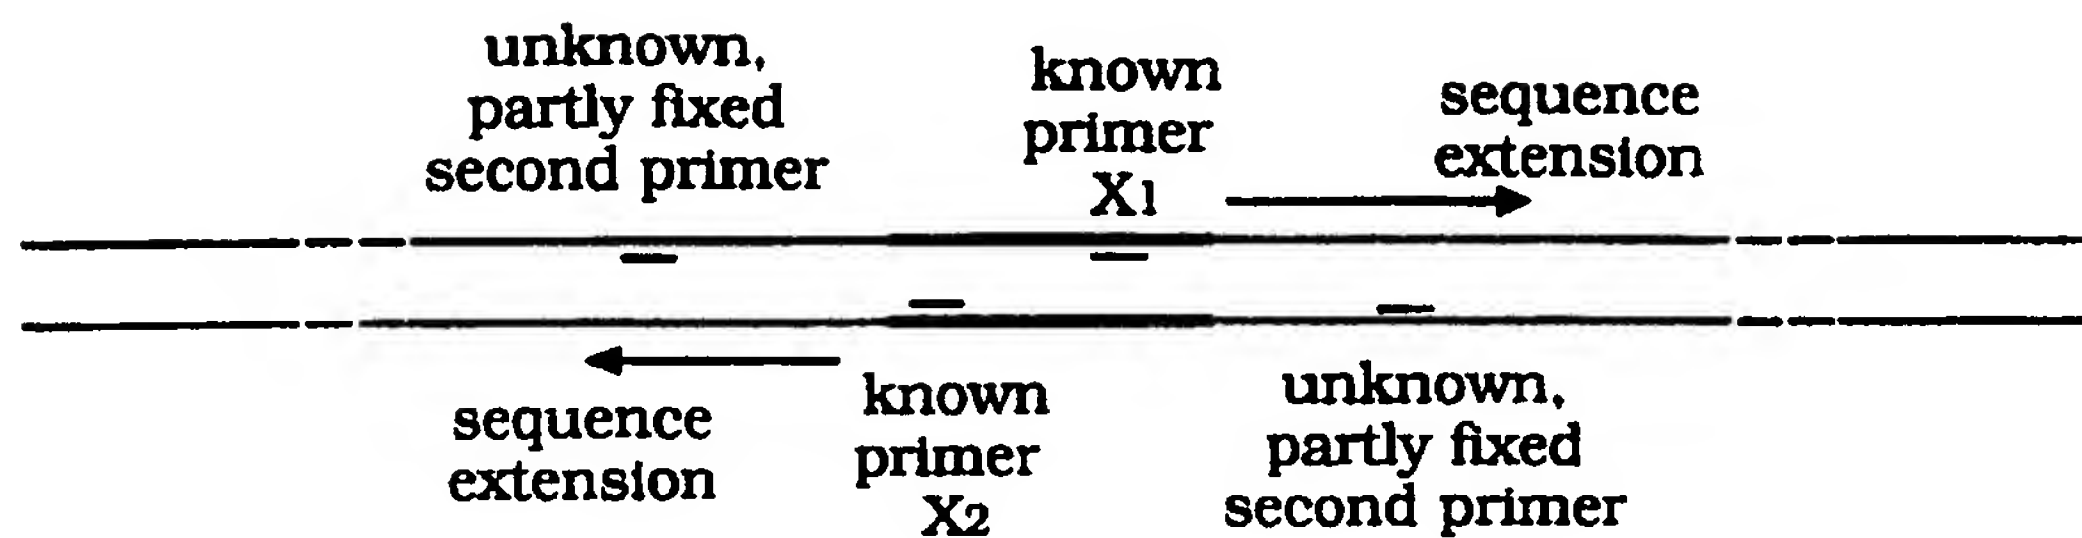 unknown,
partly fixed
second primer
known
primer
X1
sequence
extension
sequence
extension
known
primer
X2
unknown,
partly fixed
second primer